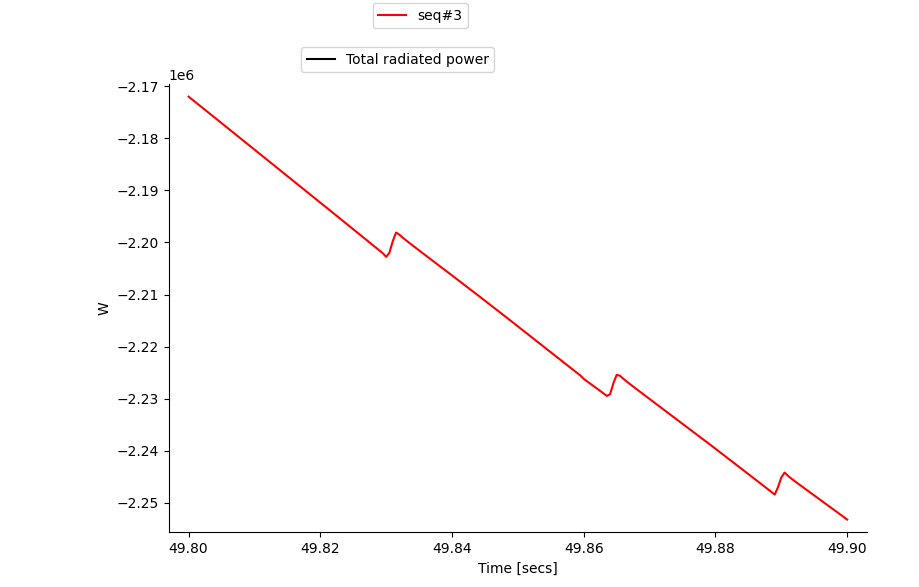 seq#3
Total radiated power
1e6
−2.17
−2.18
−2.19
−2.20
−2.21
−2.22
−2.23
−2.24
−2.25
W
49.80 49.82 49.84 49.86 49.88 49.90
Time [secs]